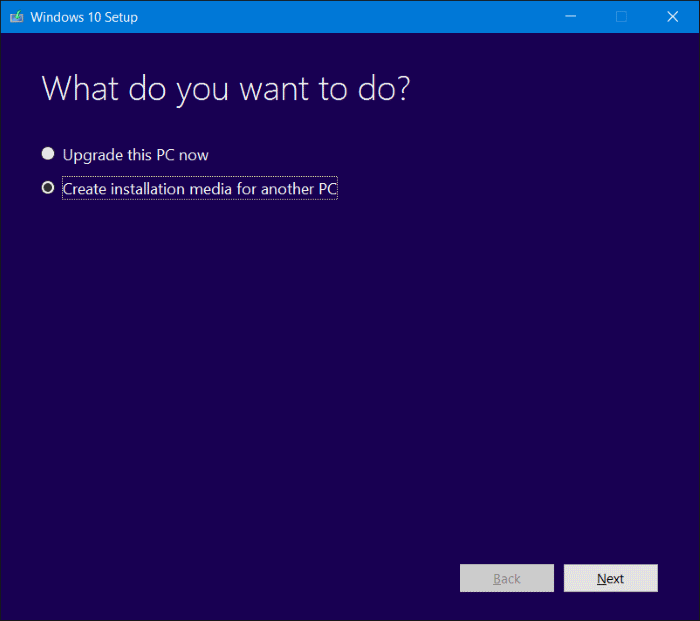 Windows 10 Setup
What do you want to do?
Upgrade this PC now
Create installation media for another PC
Back
Next